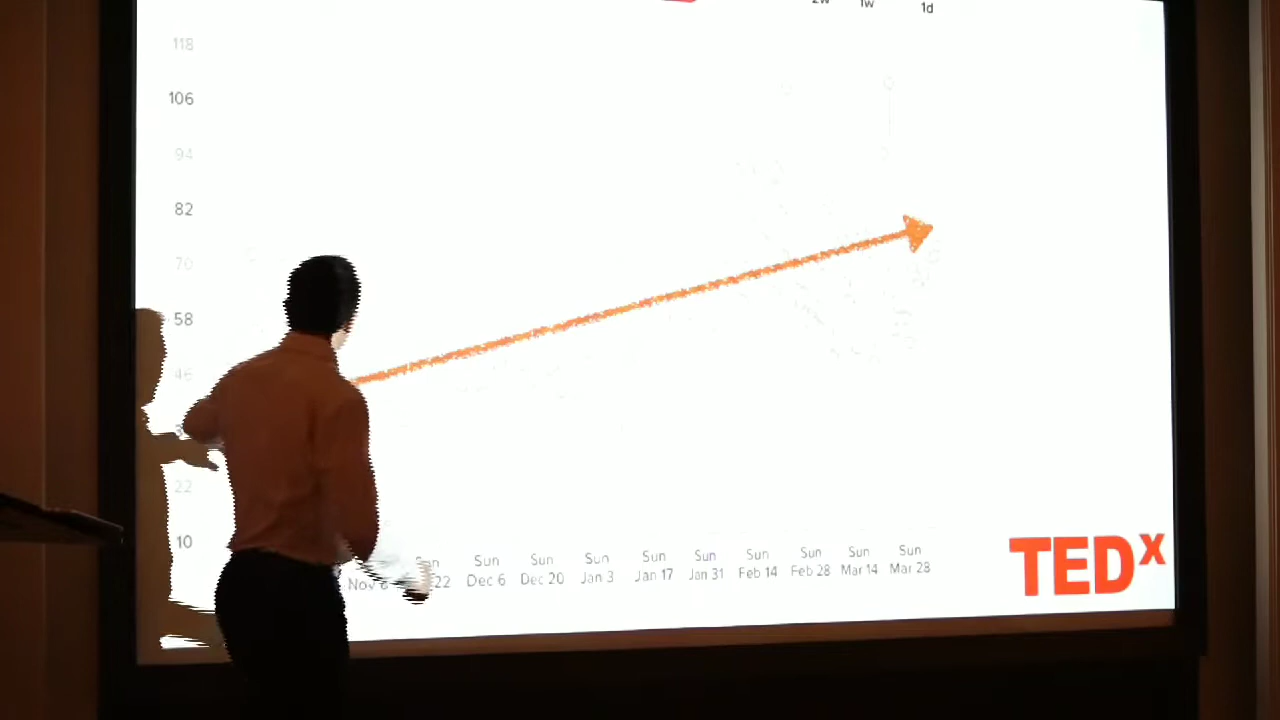 2w 1w 1d
118
106
94
82
70
58
46
22
10
Sun Sun Sun Sun Sun Sun Sun Sun Sun Sun
Nov 22 Dec 6 Dec 20 Jan 3 Jan 17 Jan 31 Feb 14 Feb 28 Mar 14 Mar 28
TEDx